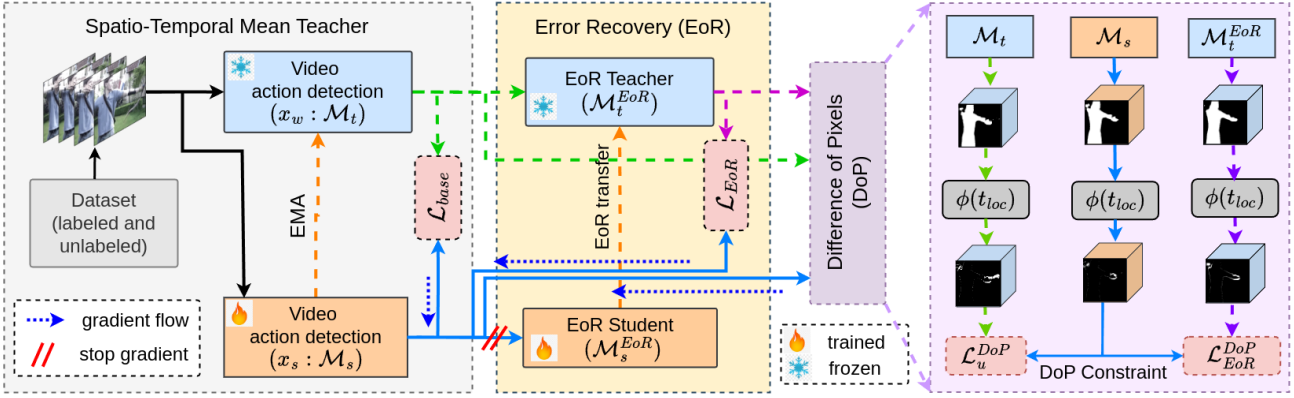 Spatio-Temporal Mean Teacher
Video
action detection
(x_w : M_t)
Dataset
(labeled and
unlabeled)
EMA
L_base
Video
action detection
(x_s : M_s)
gradient flow
stop gradient
Error Recovery (EoR)
EoR Teacher
(M_t^EoR)
EoR transfer
L_EoR
EoR Student
(M_s^EoR)
Difference of Pixels
(DoP)
trained
frozen
M_t
M_s
M_t^EoR
ϕ(t_loc)
ϕ(t_loc)
ϕ(t_loc)
L_u^DoP
L_EoR^DoP
DoP Constraint